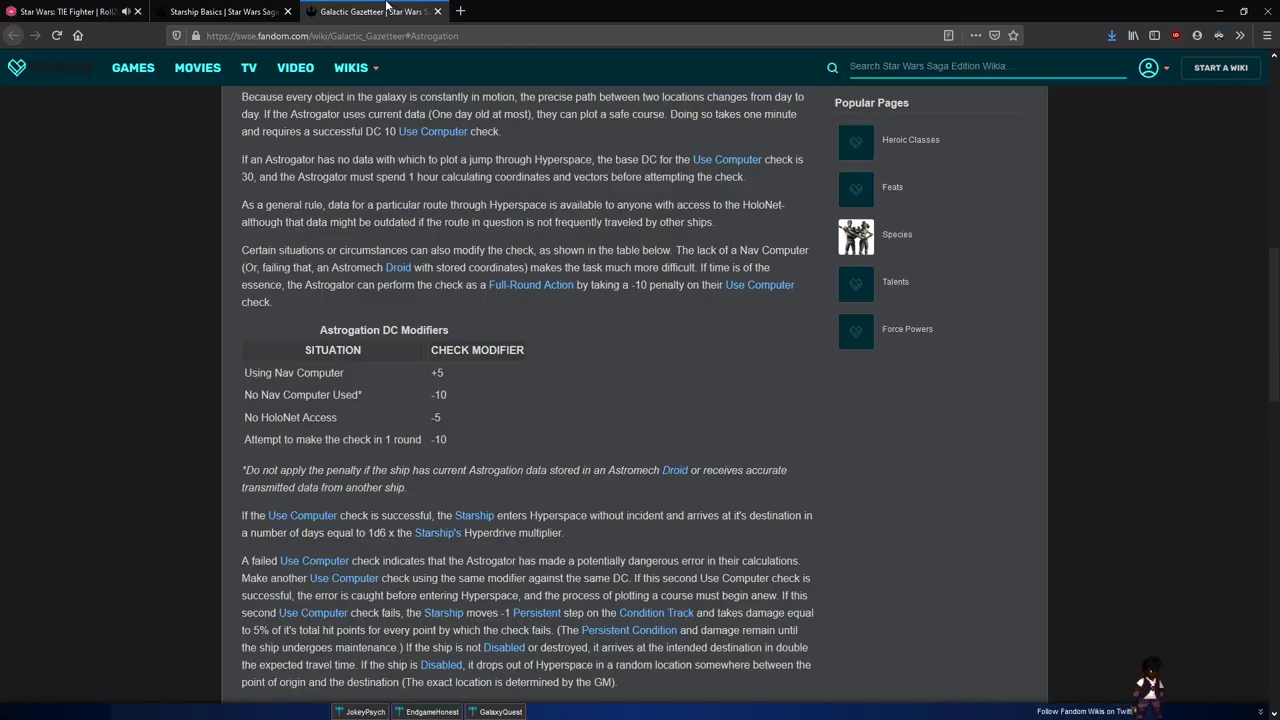 Star Wars: TIE Fighter | Roll2
Starship Basics | Star Wars Saga
Galactic Gazetteer | Star Wars S
https://swse.fandom.com/wiki/Galactic_Gazetteer#Astrogation
GAMES MOVIES TV VIDEO WIKIS
Search Star Wars Saga Edition Wikia...
START A WIKI
Because every object in the galaxy is constantly in motion, the precise path between two locations changes from day to
day. If the Astrogator uses current data (One day old at most), they can plot a safe course. Doing so takes one minute
and requires a successful DC 10 Use Computer check.
If an Astrogator has no data with which to plot a jump through Hyperspace, the base DC for the Use Computer check is
30, and the Astrogator must spend 1 hour calculating coordinates and vectors before attempting the check.
As a general rule, data for a particular route through Hyperspace is available to anyone with access to the HoloNet-
although that data might be outdated if the route in question is not frequently traveled by other ships.
Certain situations or circumstances can also modify the check, as shown in the table below. The lack of a Nav Computer
(Or, failing that, an Astromech Droid with stored coordinates) makes the task much more difficult. If time is of the
essence, the Astrogator can perform the check as a Full-Round Action by taking a -10 penalty on their Use Computer
check.
Astrogation DC Modifiers
SITUATION CHECK MODIFIER
Using Nav Computer +5
No Nav Computer Used* -10
No HoloNet Access -5
Attempt to make the check in 1 round -10
*Do not apply the penalty if the ship has current Astrogation data stored in an Astromech Droid or receives accurate
transmitted data from another ship.
If the Use Computer check is successful, the Starship enters Hyperspace without incident and arrives at it's destination in
a number of days equal to 1d6 x the Starship's Hyperdrive multiplier.
A failed Use Computer check indicates that the Astrogator has made a potentially dangerous error in their calculations.
Make another Use Computer check using the same modifier against the same DC. If this second Use Computer check is
successful, the error is caught before entering Hyperspace, and the process of plotting a course must begin anew. If this
second Use Computer check fails, the Starship moves -1 Persistent step on the Condition Track and takes damage equal
to 5% of it's total hit points for every point by which the check fails. (The Persistent Condition and damage remain until
the ship undergoes maintenance.) If the ship is not Disabled or destroyed, it arrives at the intended destination in double
the expected travel time. If the ship is Disabled, it drops out of Hyperspace in a random location somewhere between the
point of origin and the destination (The exact location is determined by the GM).
Popular Pages
Heroic Classes
Feats
Species
Talents
Force Powers
JokeyPsych
EndgameHonest
GalaxyQuest
Follow Fandom Wikis on Twitt